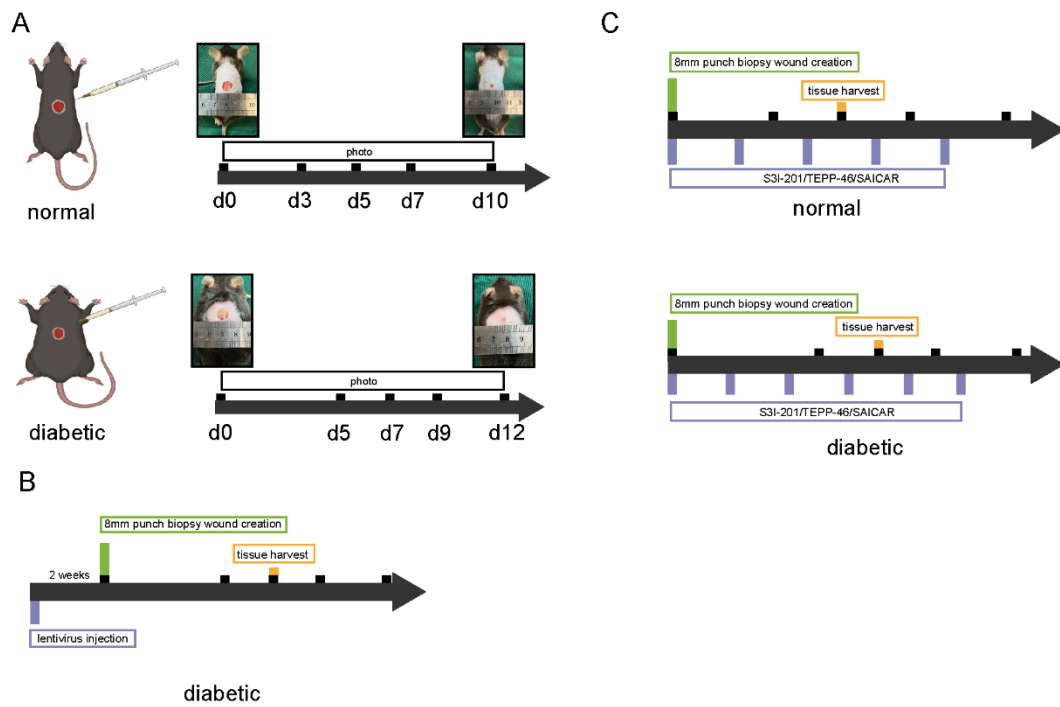 A
normal
photo
d0 d3 d5 d7 d10
diabetic
photo
d0 d5 d7 d9 d12
B
8mm punch biopsy wound creation
tissue harvest
2 weeks
lentivirus injection
diabetic
C
8mm punch biopsy wound creation
tissue harvest
S3I-201/TEPP-46/SAICAR
normal
8mm punch biopsy wound creation
tissue harvest
S3I-201/TEPP-46/SAICAR
diabetic